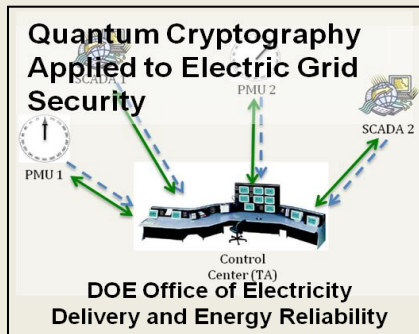 Quantum Cryptography
Applied to Electric Grid
Security
SCADA 1
PMU 2
SCADA 2
PMU 1
Control
Center (TA)
DOE Office of Electricity
Delivery and Energy Reliability